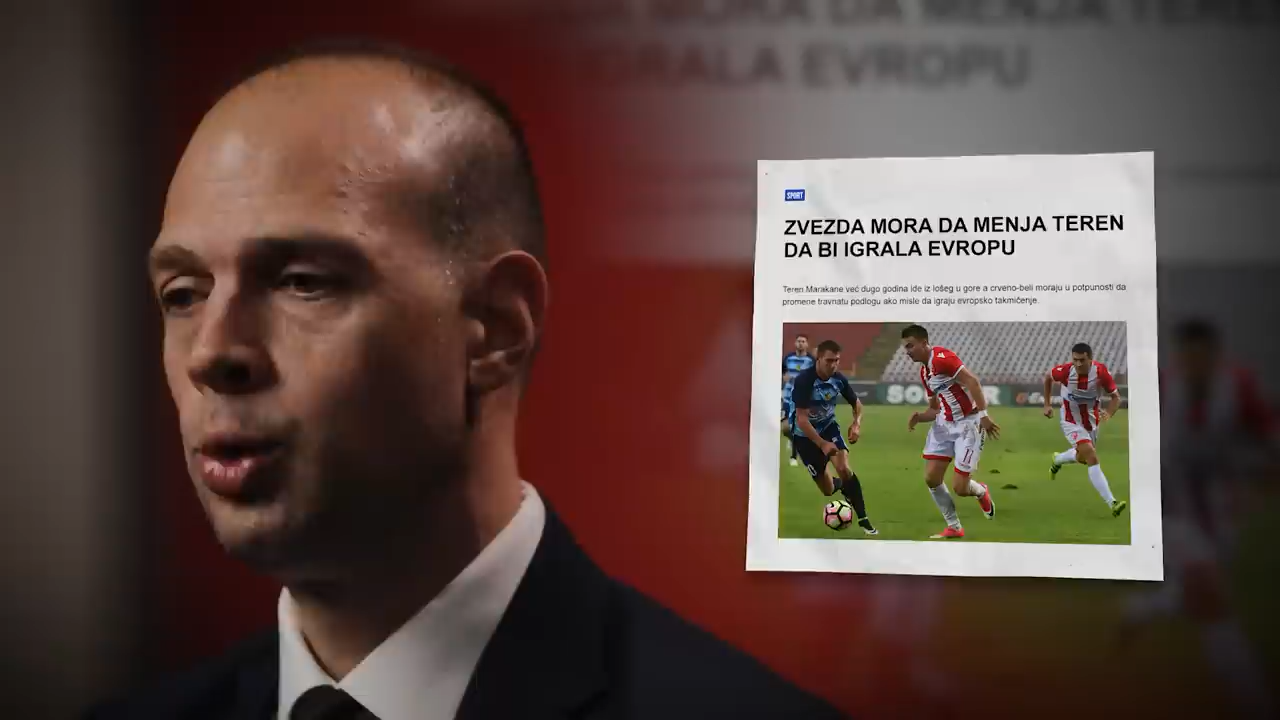 MORA DA MENJA TEREN
IGRALA EVROPU
SPORT
ZVEZDA MORA DA MENJA TEREN
DA BI IGRALA EVROPU
Teren Marakane već dugo godina ide iz lošeg u gore a crveno-beli moraju u potpunosti da
promene travnatu podlogu ako misle da igraju evropsko takmičenje.
11